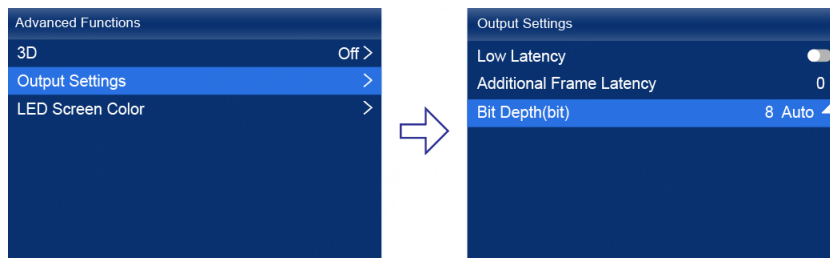 Advanced Functions
3D Off >
Output Settings >
LED Screen Color >
Output Settings
Low Latency
Additional Frame Latency 0
Bit Depth(bit) 8 Auto